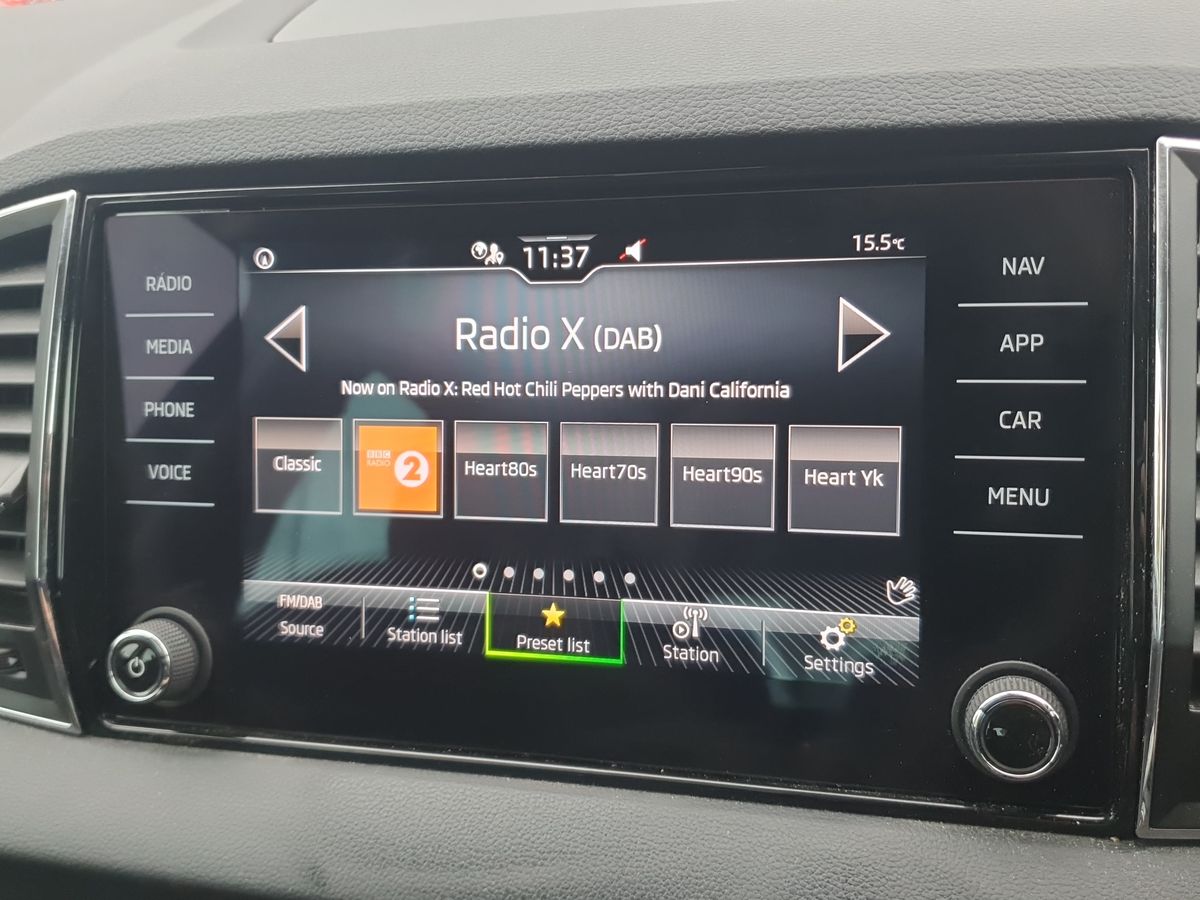 11:37
15.5°C
RÁDIO
MEDIA
PHONE
VOICE
Radio X (DAB)
Now on Radio X: Red Hot Chili Peppers with Dani California
Classic
BBC
RADIO
2
Heart80s
Heart70s
Heart90s
Heart Yk
FM/DAB
Source
Station list
Preset list
Station
Settings
NAV
APP
CAR
MENU